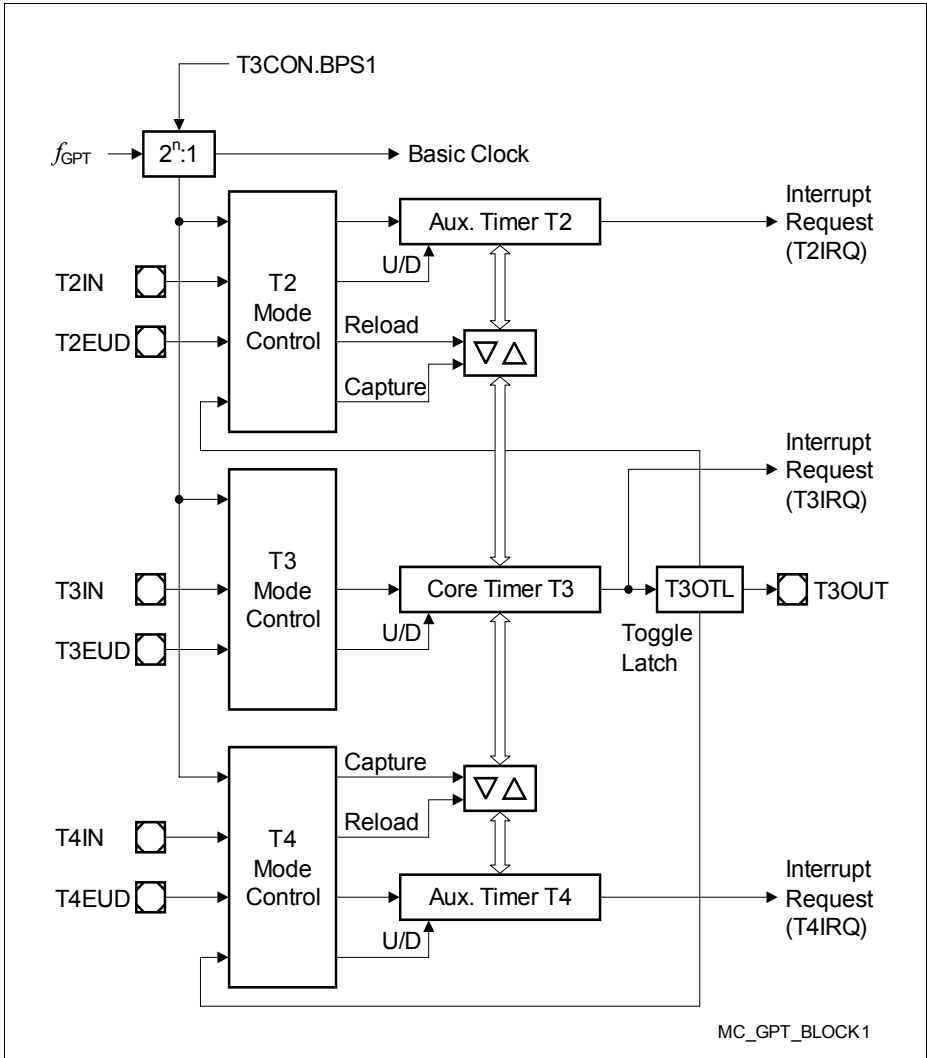 T3CON.BPS1
fGPT
2n:1
Basic Clock
Interrupt
Request
(T2IRQ)
Aux. Timer T2
U/D
T2IN
T2
Mode
Control
T2EUD
Reload
Capture
Interrupt
Request
(T3IRQ)
T3
Mode
Control
T3IN
Core Timer T3
T3OTL
T3OUT
U/D
T3EUD
Toggle
Latch
Capture
Reload
T4IN
T4
Mode
Control
T4EUD
Aux. Timer T4
U/D
Interrupt
Request
(T4IRQ)
MC_GPT_BLOCK1